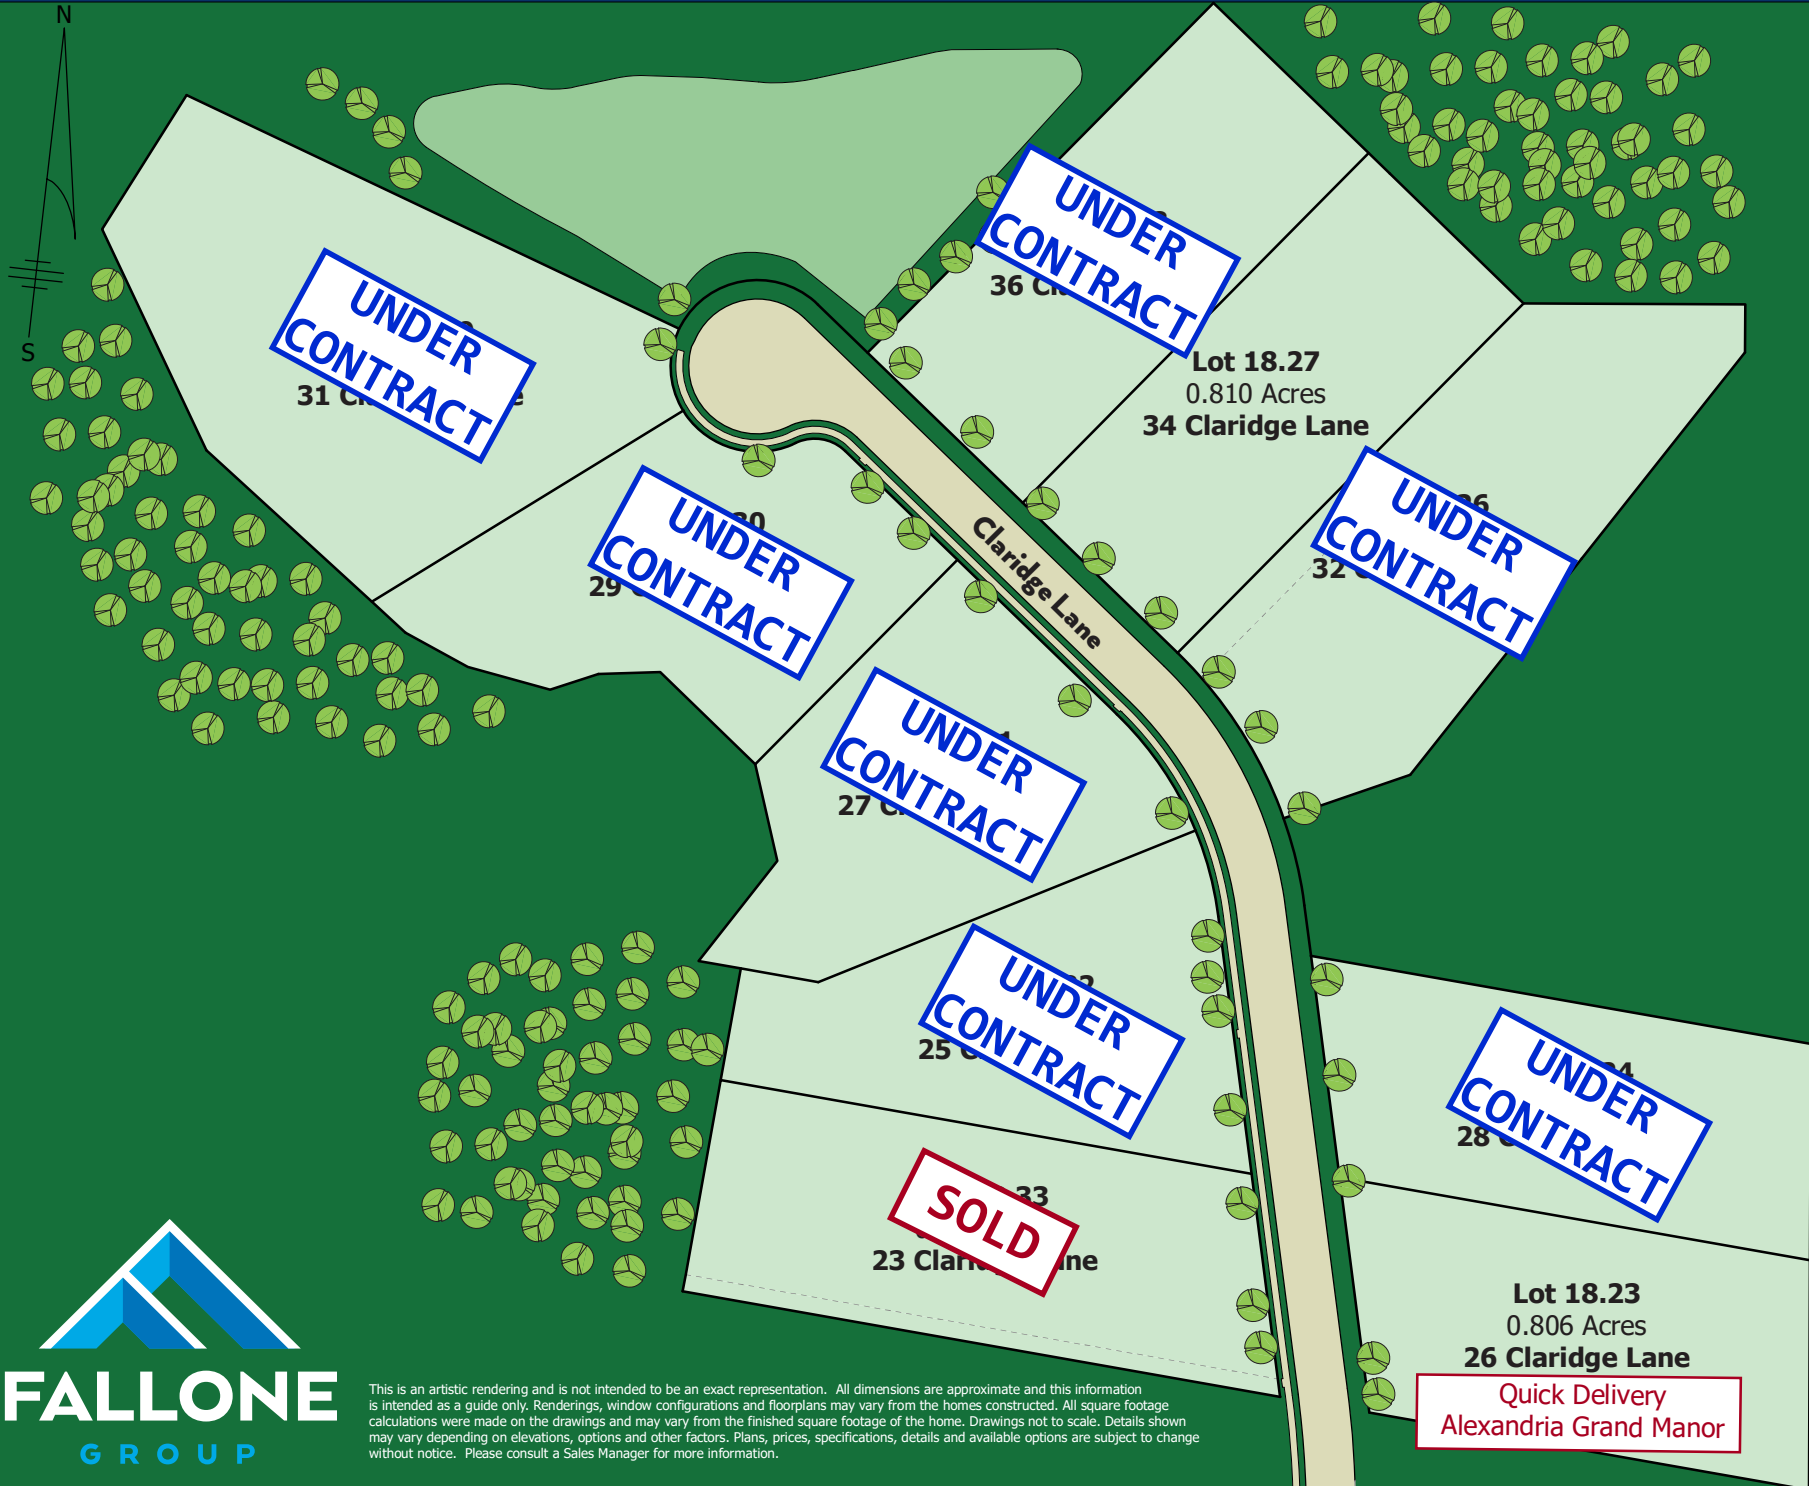 N
S
UNDER
CONTRACT
36
Lot 18.27
0.810 Acres
34 Claridge Lane
UNDER
CONTRACT
31
UNDER
CONTRACT
32
30
UNDER
CONTRACT
29
Claridge Lane
UNDER
CONTRACT
27
UNDER
CONTRACT
25
UNDER
CONTRACT
28
33
SOLD
23
Lot 18.23
0.806 Acres
26 Claridge Lane
Quick Delivery
Alexandria Grand Manor
FALLONE
GROUP
This is an artistic rendering and is not intended to be an exact representation. All dimensions are approximate and this information
is intended as a guide only. Renderings, window configurations and floorplans may vary from the homes constructed. All square footage
calculations were made on the drawings and may vary from the finished square footage of the home. Drawings not to scale. Details shown
may vary depending on elevations, options and other factors. Plans, prices, specifications, details and available options are subject to change
without notice. Please consult a Sales Manager for more information.